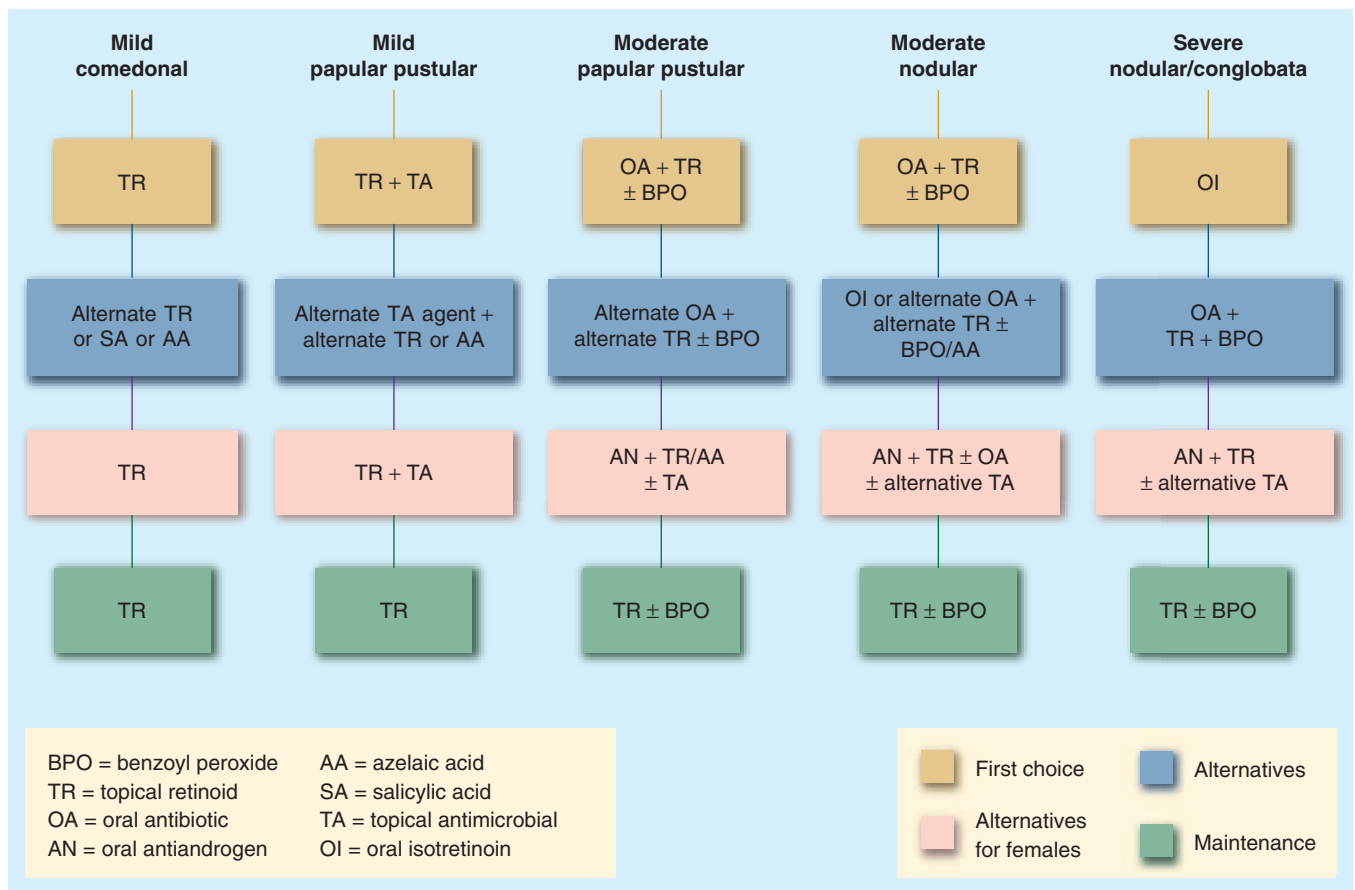 Mild
comedonal
Mild
papular pustular
Moderate
papular pustular
Moderate
nodular
Severe
nodular/conglobata
TR
TR + TA
OA + TR
± BPO
OA + TR
± BPO
OI
Alternate TR
or SA or AA
Alternate TA agent +
alternate TR or AA
Alternate OA +
alternate TR ± BPO
OI or alternate OA +
alternate TR ±
BPO/AA
OA +
TR + BPO
TR
TR + TA
AN + TR/AA
± TA
AN + TR ± OA
± alternative TA
AN + TR
± alternative TA
TR
TR
TR ± BPO
TR ± BPO
TR ± BPO
BPO = benzoyl peroxide
TR = topical retinoid
OA = oral antibiotic
AN = oral antiandrogen
AA = azelaic acid
SA = salicylic acid
TA = topical antimicrobial
OI = oral isotretinoin
First choice
Alternatives
Alternatives
for females
Maintenance